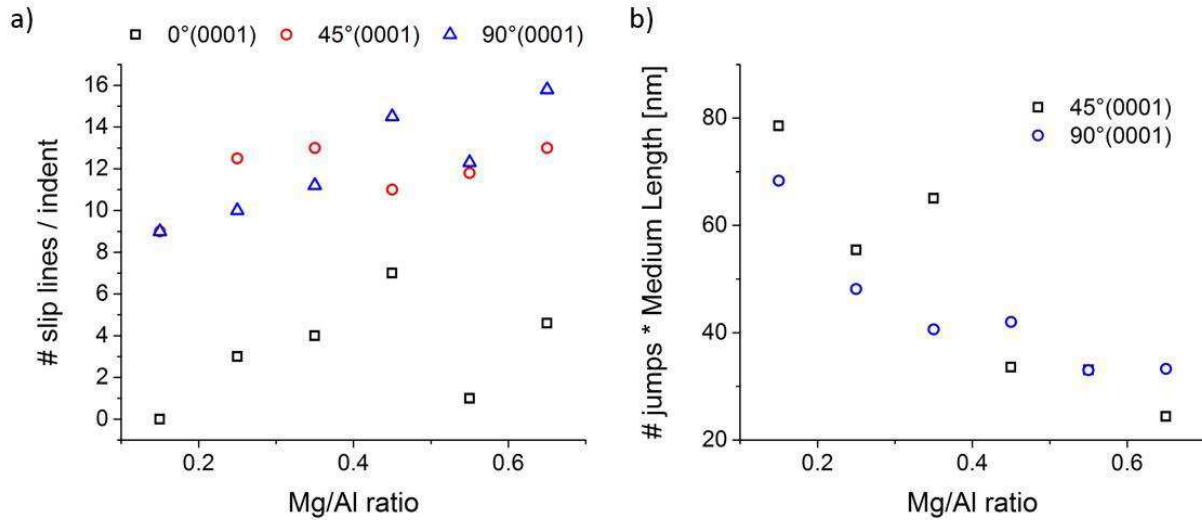 a)
0°(0001) 45°(0001) 90°(0001)
# slip lines / indent
16
14
12
10
8
6
4
2
0
0.2 0.4 0.6
Mg/Al ratio
b)
45°(0001)
90°(0001)
# jumps * Medium Length [nm]
80
60
40
20
0.2 0.4 0.6
Mg/Al ratio